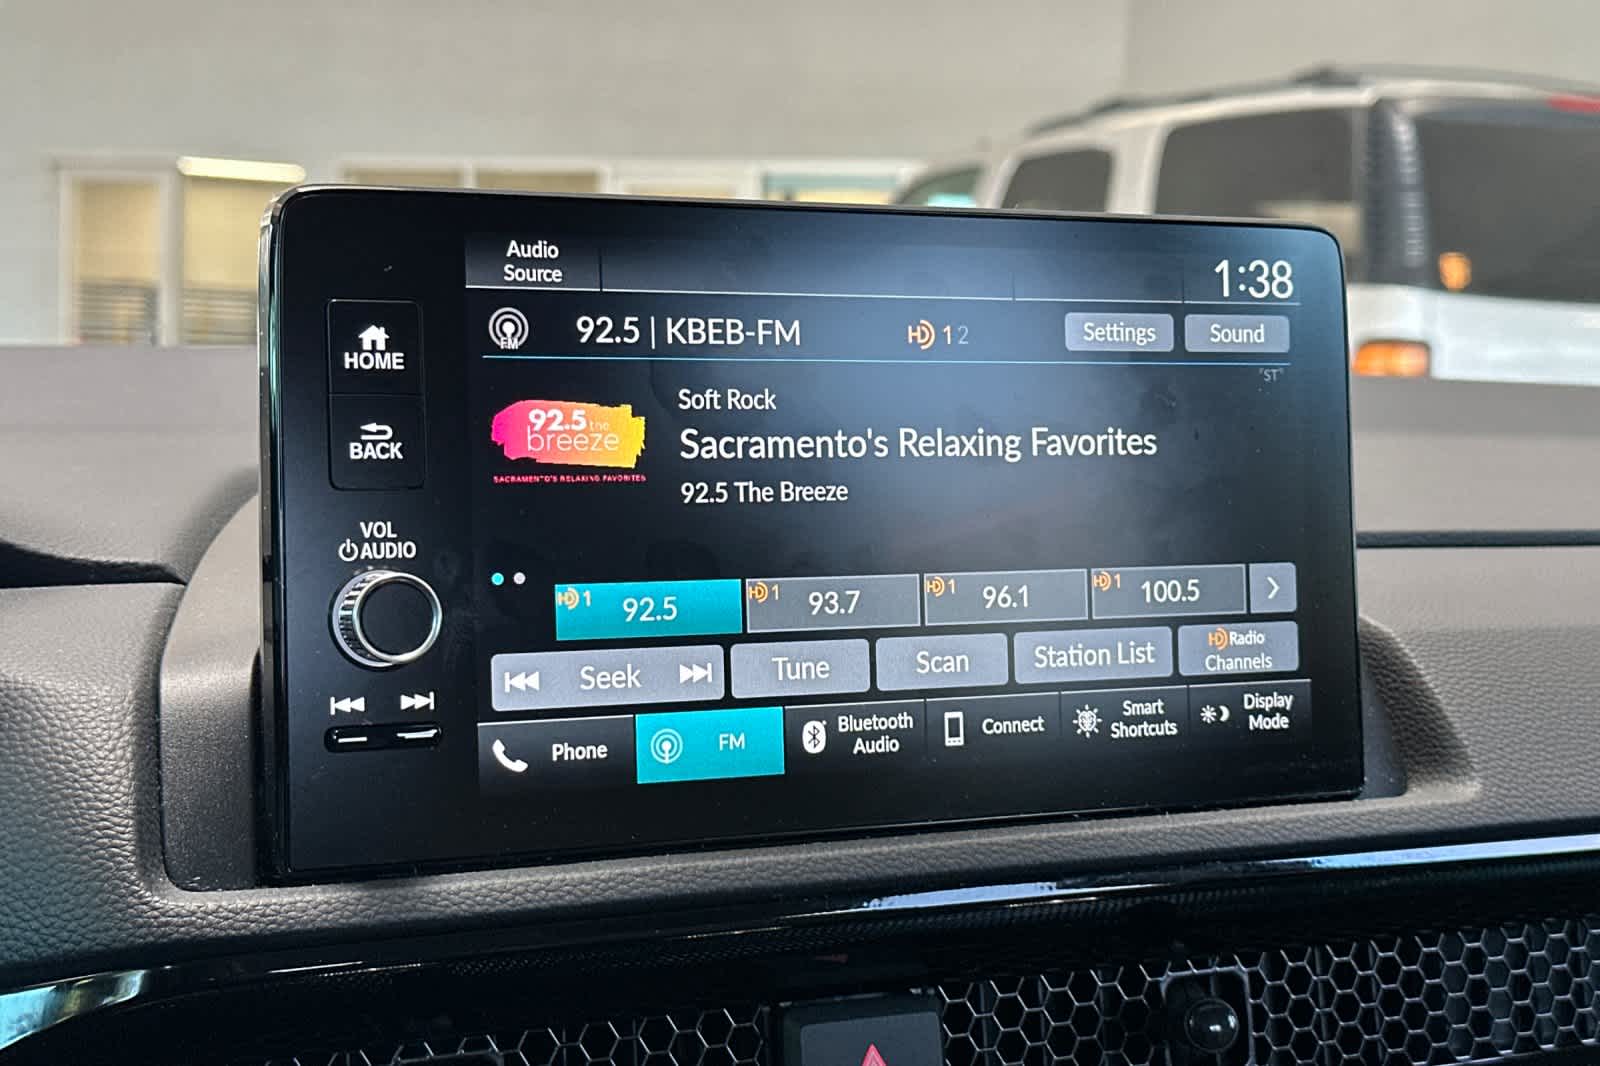 Audio
Source
1:38
HOME
BACK
VOL
AUDIO
FM
92.5 | KBEB-FM
HD 1 2
Settings
Sound
"ST"
92.5 the
breeze
SACRAMENTO'S RELAXING FAVORITES
Soft Rock
Sacramento's Relaxing Favorites
92.5 The Breeze
HD 1 92.5
HD 1 93.7
HD 1 96.1
HD 1 100.5
Seek
Tune
Scan
Station List
HD Radio
Channels
Phone
FM
Bluetooth
Audio
Connect
Smart
Shortcuts
Display
Mode